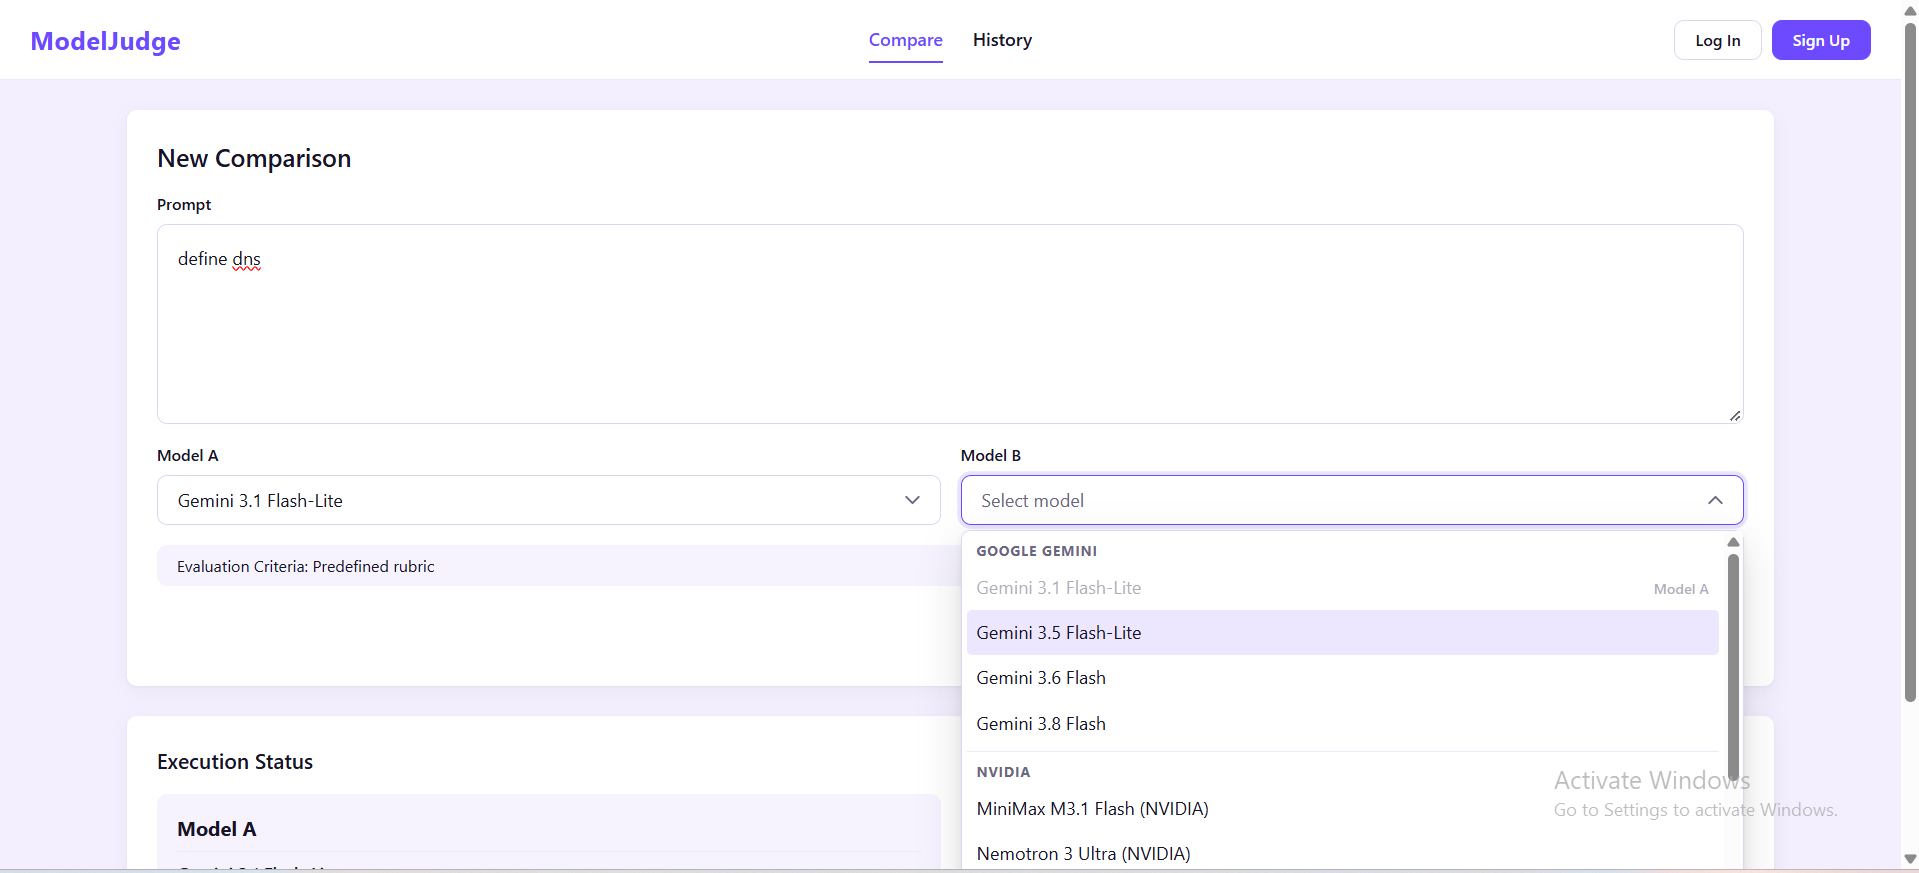 ModelJudge
Compare
History
Log In
Sign Up
New Comparison
Prompt
define dns
Model A
Model B
Gemini 3.1 Flash-Lite
Select model
Evaluation Criteria: Predefined rubric
GOOGLE GEMINI
Gemini 3.1 Flash-Lite
Model A
Gemini 3.5 Flash-Lite
Gemini 3.6 Flash
Gemini 3.8 Flash
NVIDIA
MiniMax M3.1 Flash (NVIDIA)
Nemotron 3 Ultra (NVIDIA)
Execution Status
Model A
Activate Windows
Go to Settings to activate Windows.